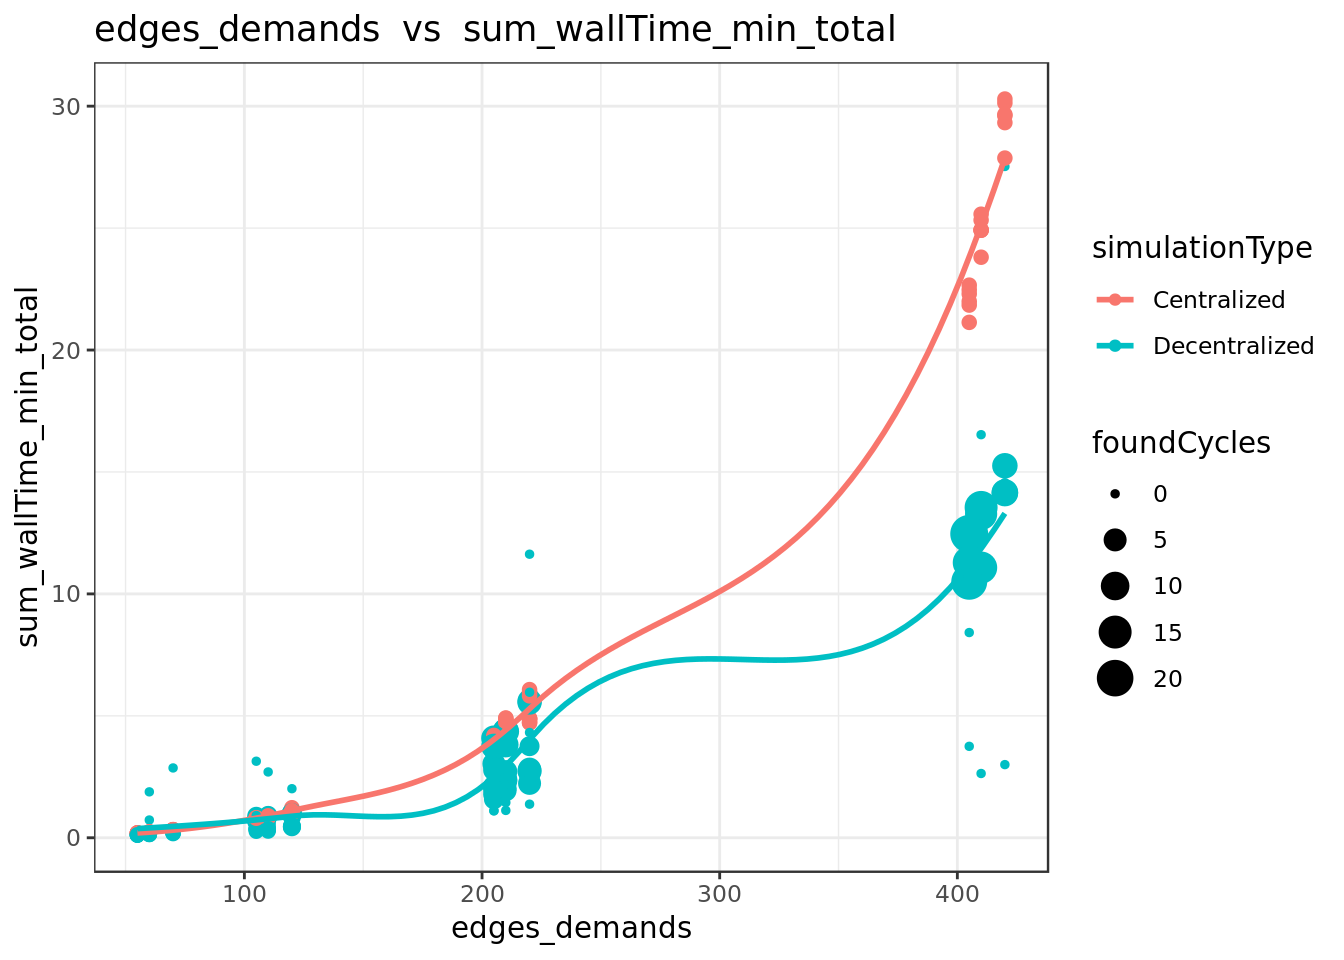 edges_demands  vs  sum_wallTime_min_total
sum_wallTime_min_total
30
20
10
0
100
200
300
400
edges_demands
simulationType
Centralized
Decentralized
foundCycles
0
5
10
15
20